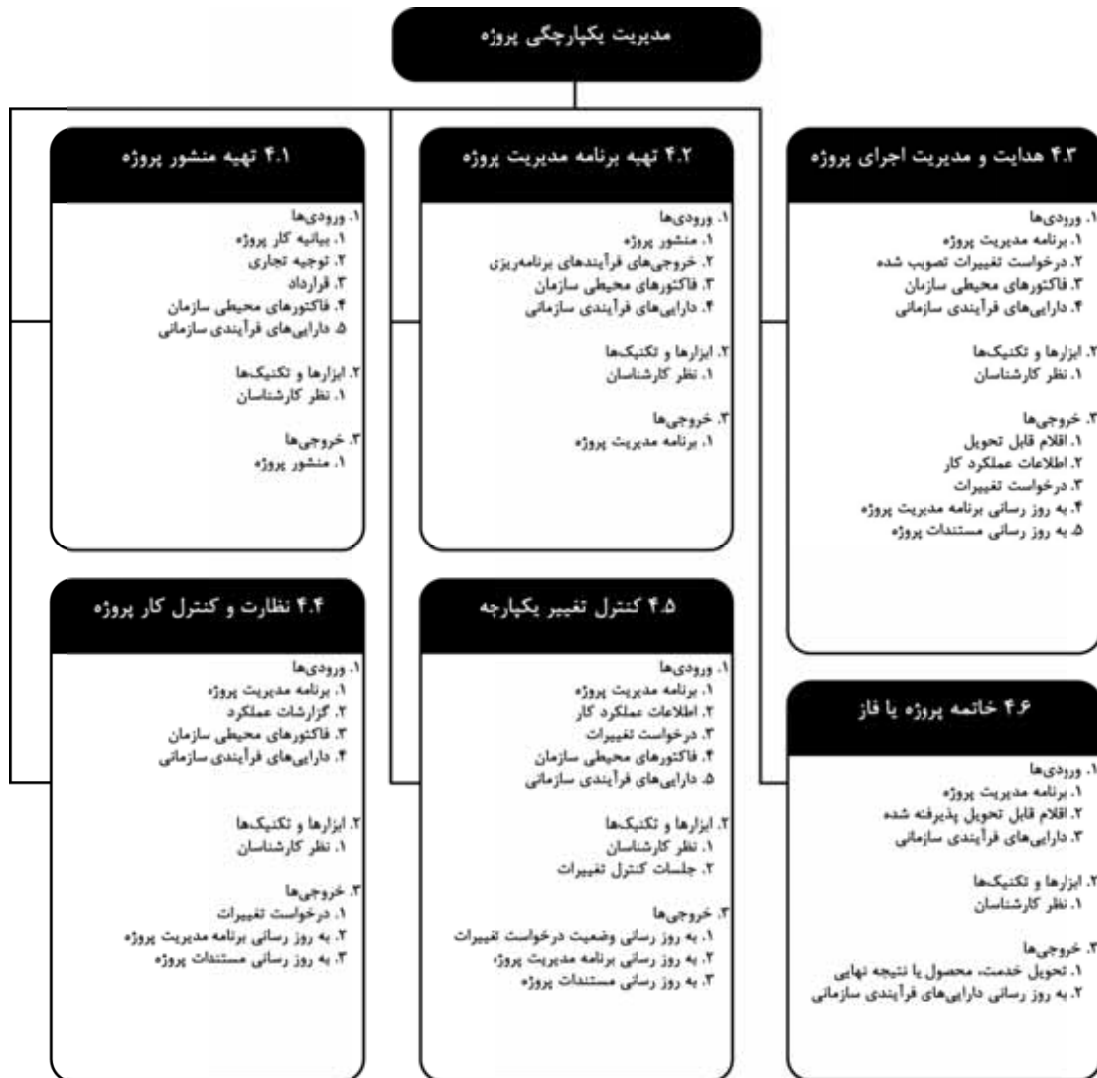 مدیریت یکپارچگی پروژه
۴.۱ تهیه منشور پروژه
۱. ورودی‌ها
۱. بیانیه کار پروژه
۲. توجیه تجاری
۳. قرارداد
۴. فاکتورهای محیطی سازمان
۵. دارایی‌های فرآیندی سازمانی
۲. ابزارها و تکنیک‌ها
۱. نظر کارشناسان
۳. خروجی‌ها
۱. منشور پروژه
۴.۲ تهیه برنامه مدیریت پروژه
۱. ورودی‌ها
۱. منشور پروژه
۲. خروجی‌های فرآیندهای برنامه‌ریزی
۳. فاکتورهای محیطی سازمان
۴. دارایی‌های فرآیندی سازمانی
۲. ابزارها و تکنیک‌ها
۱. نظر کارشناسان
۳. خروجی‌ها
۱. برنامه مدیریت پروژه
۴.۳ هدایت و مدیریت اجرای پروژه
۱. ورودی‌ها
۱. برنامه مدیریت پروژه
۲. درخواست تغییرات تصویب شده
۳. فاکتورهای محیطی سازمان
۴. دارایی‌های فرآیندی سازمانی
۲. ابزارها و تکنیک‌ها
۱. نظر کارشناسان
۳. خروجی‌ها
۱. اقلام قابل تحویل
۲. اطلاعات عملکرد کار
۳. درخواست تغییرات
۴. به روز رسانی برنامه مدیریت پروژه
۵. به روز رسانی مستندات پروژه
۴.۴ نظارت و کنترل کار پروژه
۱. ورودی‌ها
۱. برنامه مدیریت پروژه
۲. گزارشات عملکرد
۳. فاکتورهای محیطی سازمان
۴. دارایی‌های فرآیندی سازمانی
۲. ابزارها و تکنیک‌ها
۱. نظر کارشناسان
۳. خروجی‌ها
۱. درخواست تغییرات
۲. به روز رسانی برنامه مدیریت پروژه
۳. به روز رسانی مستندات پروژه
۴.۵ کنترل تغییر یکپارچه
۱. ورودی‌ها
۱. برنامه مدیریت پروژه
۲. اطلاعات عملکرد کار
۳. درخواست تغییرات
۴. فاکتورهای محیطی سازمان
۵. دارایی‌های فرآیندی سازمانی
۲. ابزارها و تکنیک‌ها
۱. نظر کارشناسان
۲. جلسات کنترل تغییرات
۳. خروجی‌ها
۱. به روز رسانی وضعیت درخواست تغییرات
۲. به روز رسانی برنامه مدیریت پروژه
۳. به روز رسانی مستندات پروژه
۴.۶ خاتمه پروژه یا فاز
۱. ورودی‌ها
۱. برنامه مدیریت پروژه
۲. اقلام قابل تحویل پذیرفته شده
۳. دارایی‌های فرآیندی سازمانی
۲. ابزارها و تکنیک‌ها
۱. نظر کارشناسان
۳. خروجی‌ها
۱. تحویل خدمت، محصول یا نتیجه نهایی
۲. به روز رسانی دارایی‌های فرآیندی سازمانی